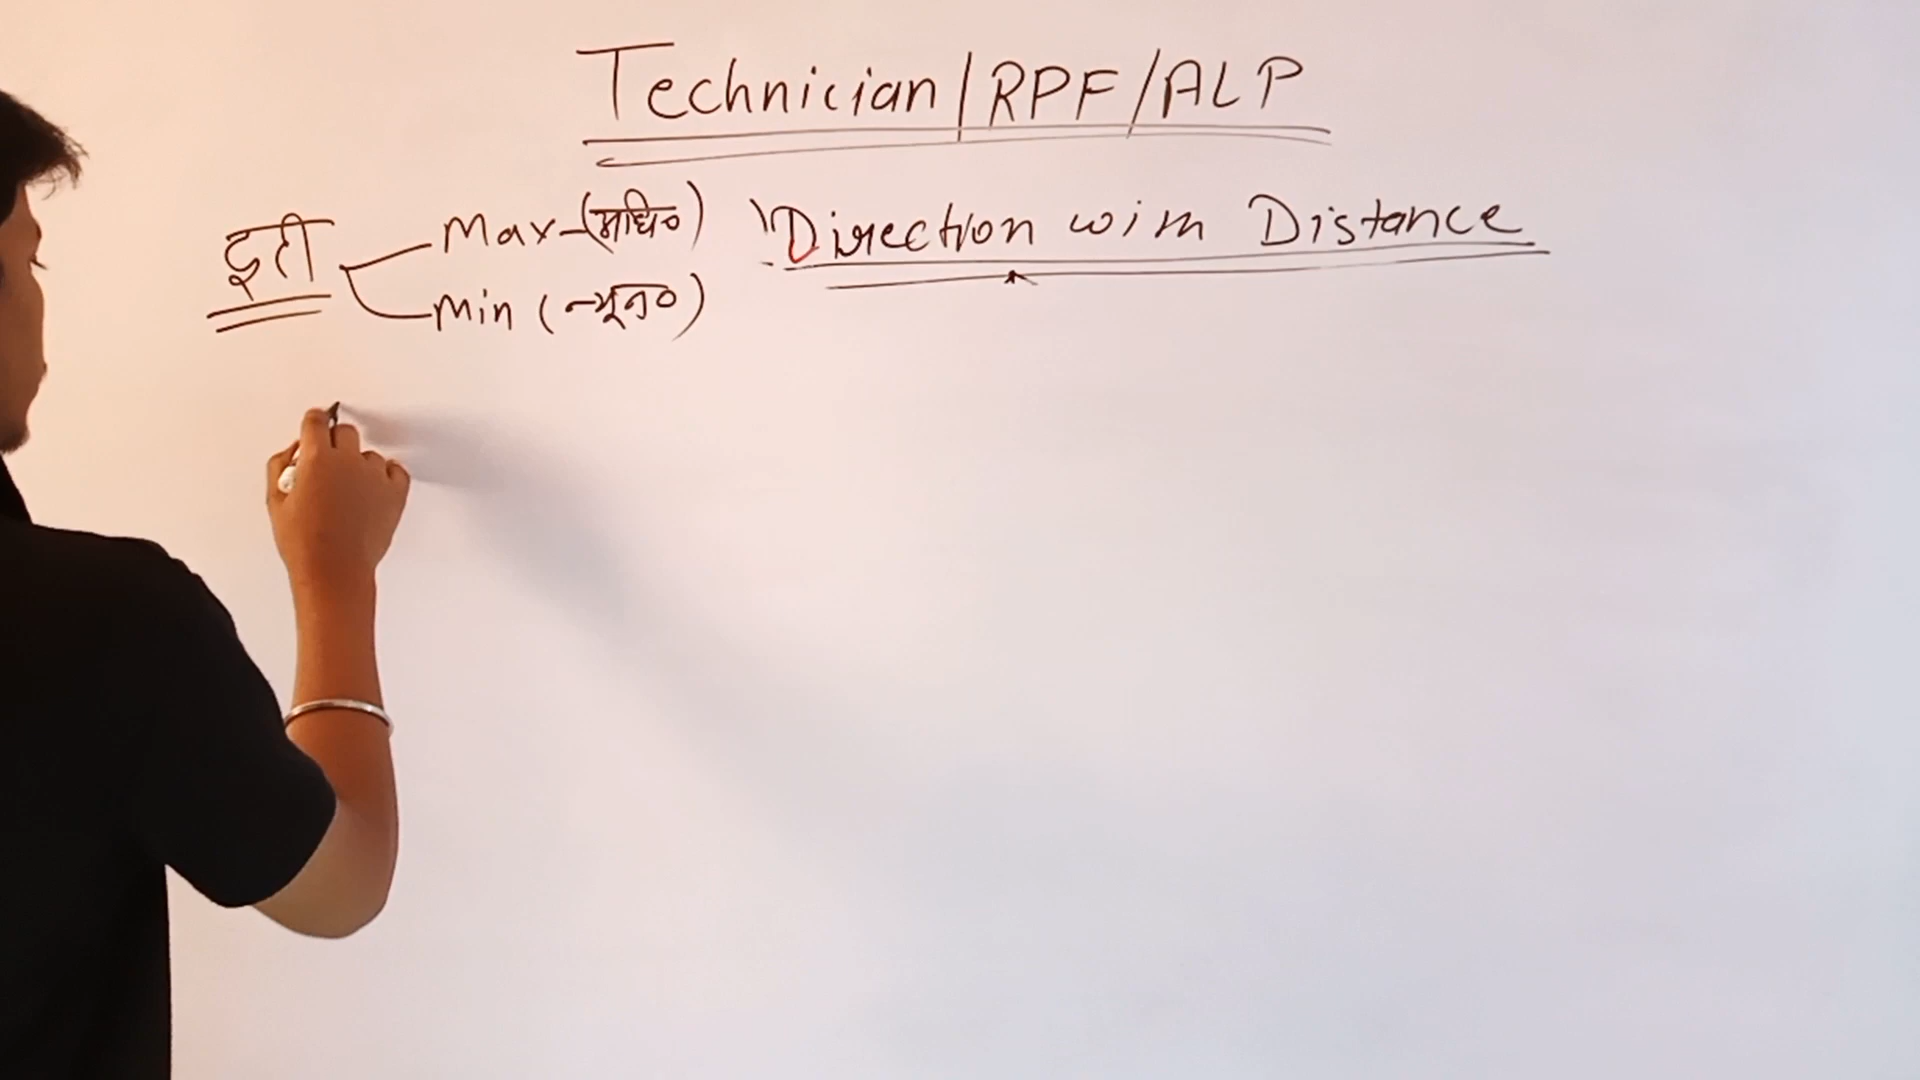 Technician/RPF/ALP
Direction with Distance
दूरी
Max-(अधि०)
Min (न्यून०)